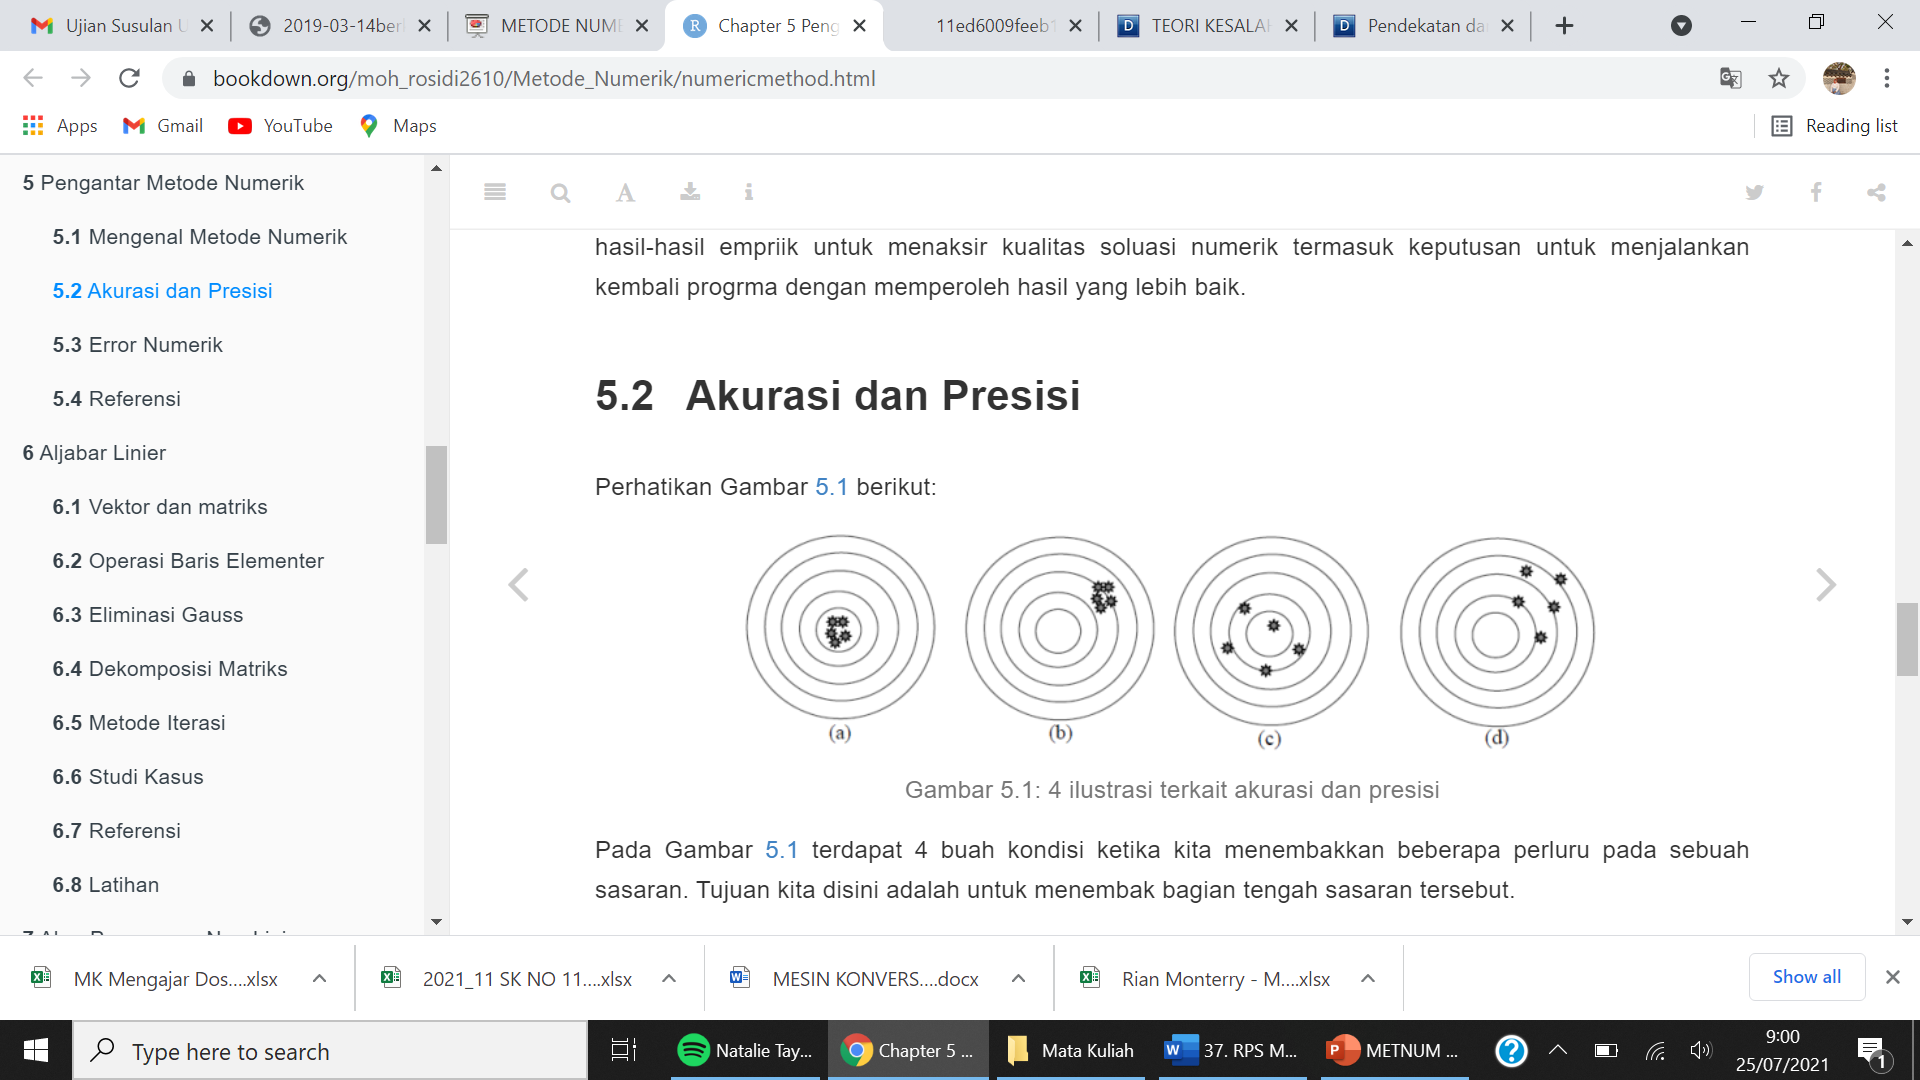 Ujian Susulan U
2019-03-14berl
METODE NUME
Chapter 5 Peng
11ed6009feeb1
TEORI KESALAH
Pendekatan da
bookdown.org/moh_rosidi2610/Metode_Numerik/numericmethod.html
Apps
Gmail
YouTube
Maps
Reading list
5 Pengantar Metode Numerik
5.1 Mengenal Metode Numerik
5.2 Akurasi dan Presisi
5.3 Error Numerik
5.4 Referensi
6 Aljabar Linier
6.1 Vektor dan matriks
6.2 Operasi Baris Elementer
6.3 Eliminasi Gauss
6.4 Dekomposisi Matriks
6.5 Metode Iterasi
6.6 Studi Kasus
6.7 Referensi
6.8 Latihan
hasil-hasil empriik untuk menaksir kualitas soluasi numerik termasuk keputusan untuk menjalankan
kembali progrma dengan memperoleh hasil yang lebih baik.
5.2 Akurasi dan Presisi
Perhatikan Gambar 5.1 berikut:
(a)
(b)
(c)
(d)
Gambar 5.1: 4 ilustrasi terkait akurasi dan presisi
Pada Gambar 5.1 terdapat 4 buah kondisi ketika kita menembakkan beberapa perluru pada sebuah
sasaran. Tujuan kita disini adalah untuk menembak bagian tengah sasaran tersebut.
MK Mengajar Dos....xlsx
2021_11 SK NO 11....xlsx
MESIN KONVERS....docx
Rian Monterry - M....xlsx
Show all
Type here to search
Natalie Tay...
Chapter 5 ...
Mata Kuliah
37. RPS M...
METNUM ...
9:00
25/07/2021
1